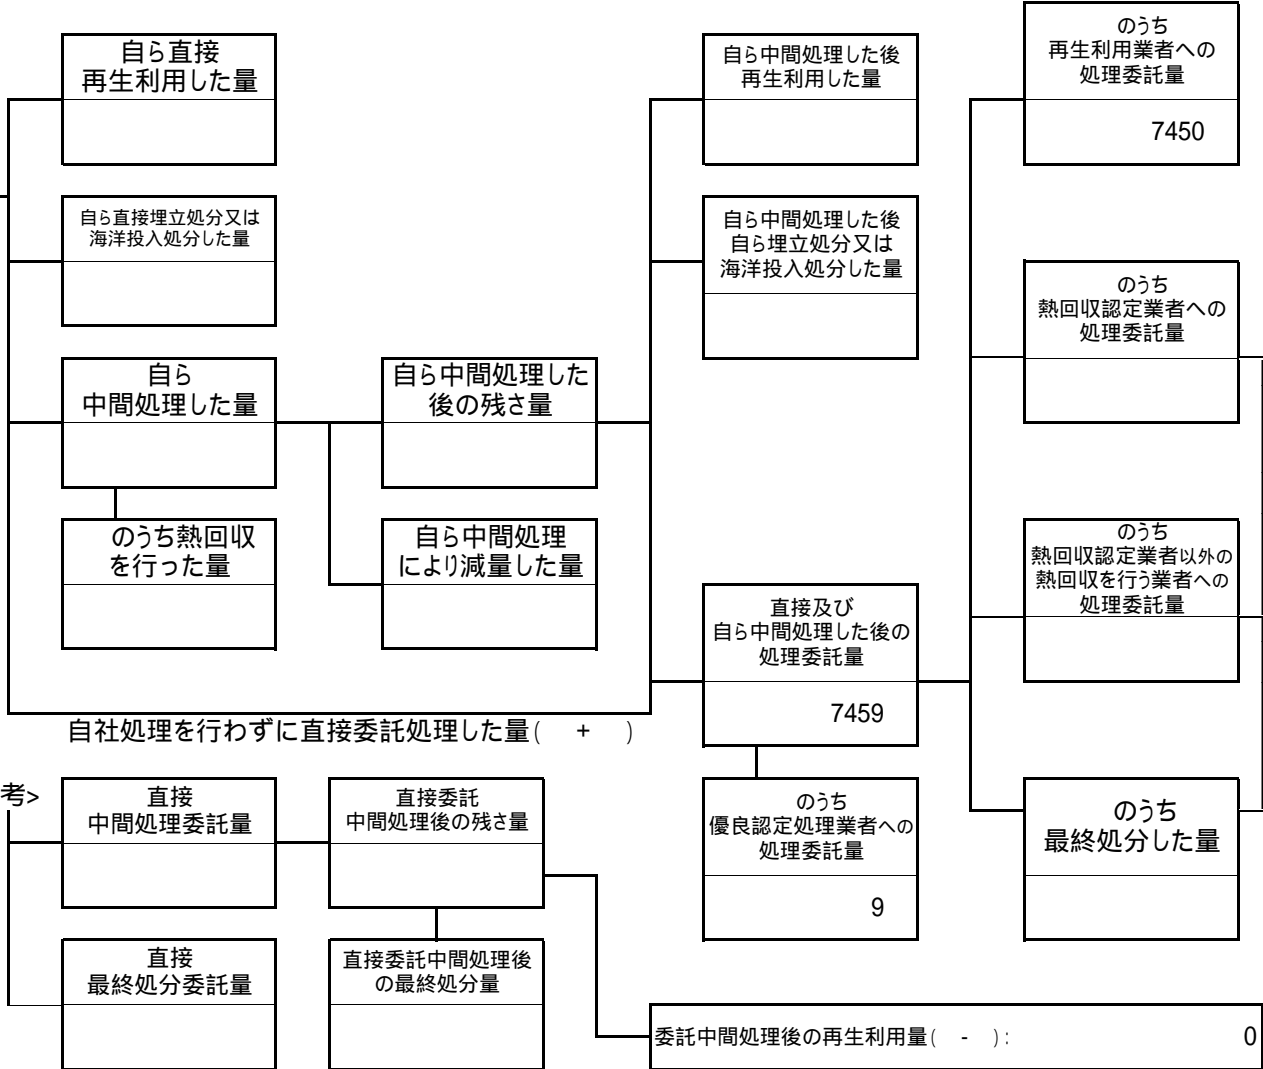 自ら直接
再生利用した量
自ら直接埋立処分又は
海洋投入処分した量
自ら
中間処理した量
のうち熱回収
を行った量
自ら中間処理した
後の残さ量
自ら中間処理
により減量した量
自ら中間処理した後
再生利用した量
自ら中間処理した後
自ら埋立処分又は
海洋投入処分した量
直接及び
自ら中間処理した後の
処理委託量
7459
のうち
優良認定処理業者への
処理委託量
9
のうち
再生利用業者への
処理委託量
7450
のうち
熱回収認定業者への
処理委託量
のうち
熱回収認定業者以外の
熱回収を行う業者への
処理委託量
のうち
最終処分した量
自社処理を行わずに直接委託処理した量( + )
考>
直接
中間処理委託量
直接委託
中間処理後の残さ量
直接
最終処分委託量
直接委託中間処理後
の最終処分量
委託中間処理後の再生利用量( - ): 0